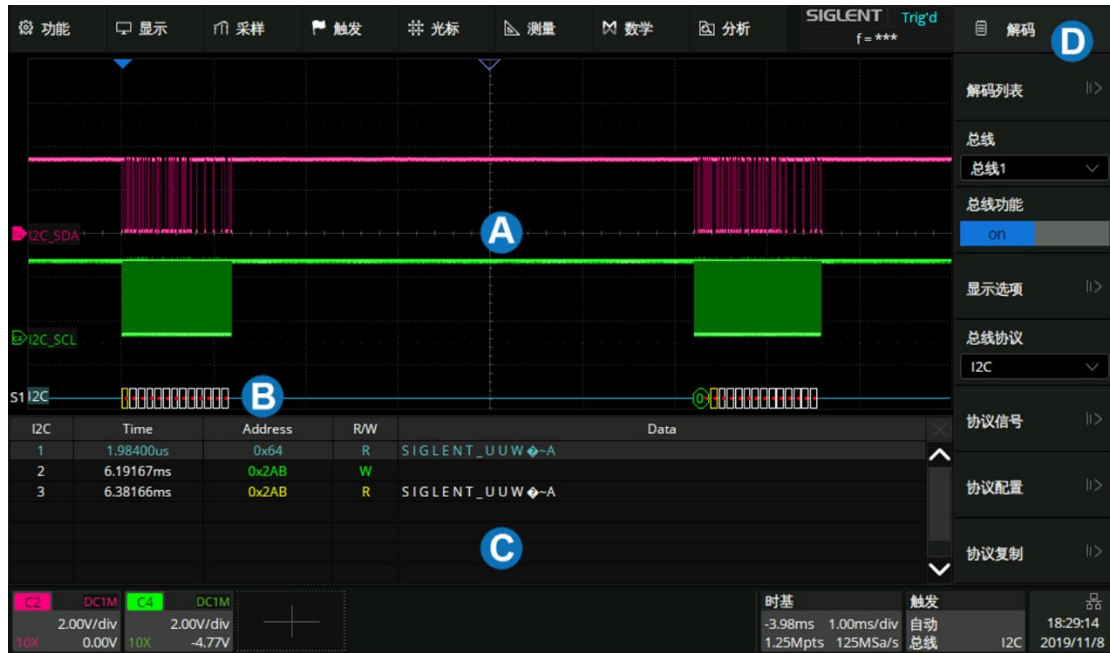 功能 显示 采样 触发 光标 测量 数学 分析 SIGLENT Trig'd
f = ***
解码 D
解码列表
总线
总线1
总线功能
on
显示选项
总线协议
I2C
协议信号
协议配置
协议复制
I2C_SDA
A
C4 I2C_SCL
S1 I2C
B
0
I2C Time Address R/W Data
1 1.98400us 0x64 R SIGLENT_UUW�~A
2 6.19167ms 0x2AB W
3 6.38166ms 0x2AB R SIGLENT_UUW�~A
C
C2 DC1M
2.00V/div
10X 0.00V
C4 DC1M
2.00V/div
10X -4.77V
时基
-3.98ms 1.00ms/div
1.25Mpts 125MSa/s
触发
自动
总线 I2C
18:29:14
2019/11/8